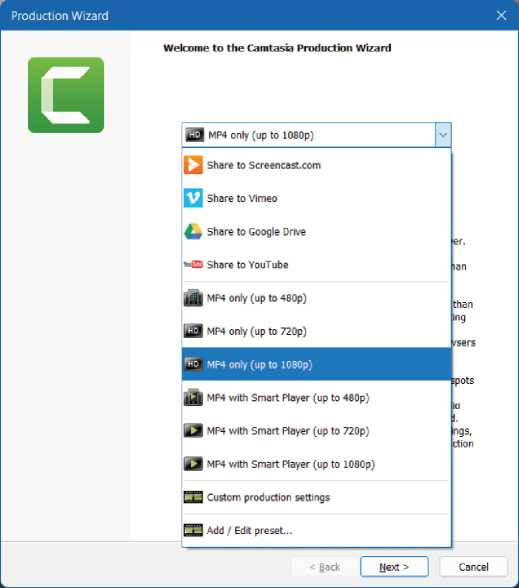 Production Wizard
Welcome to the Camtasia Production Wizard
MP4 only (up to 1080p)
Share to Screencast.com
Share to Vimeo
Share to Google Drive
Share to YouTube
MP4 only (up to 480p)
MP4 only (up to 720p)
MP4 only (up to 1080p)
MP4 with Smart Player (up to 480p)
MP4 with Smart Player (up to 720p)
MP4 with Smart Player (up to 1080p)
Custom production settings
Add / Edit preset...
< Back
Next >
Cancel